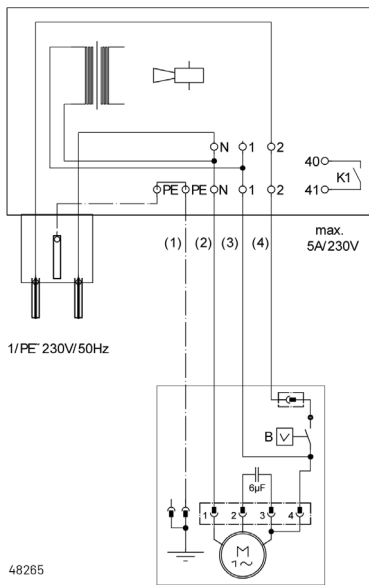 N 1 2
40
K1
PE PE N 1 2
41
(1) (2) (3) (4)
max.
5A/230V
1/PE~230V/50Hz
B
6µF
1 2 3 4
M
1~
48265